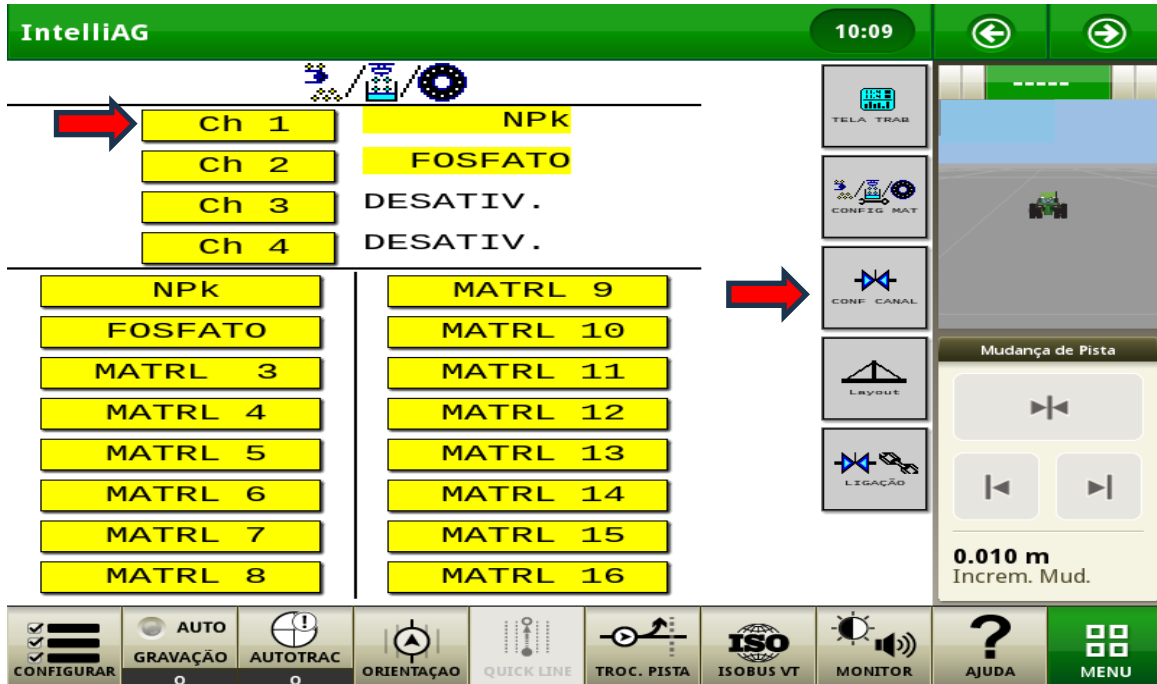 IntelliAG
10:09
Ch 1
NPk
Ch 2
FOSFATO
Ch 3
DESATIV.
Ch 4
DESATIV.
NPk
FOSFATO
MATRL 3
MATRL 4
MATRL 5
MATRL 6
MATRL 7
MATRL 8
MATRL 9
MATRL 10
MATRL 11
MATRL 12
MATRL 13
MATRL 14
MATRL 15
MATRL 16
TELA TRAB
CONFIG MAT
CONF CANAL
Layout
LIGAÇÃO
-----
Mudança de Pista
0.010 m
Increm. Mud.
CONFIGURAR
AUTO
GRAVAÇÃO
AUTOTRAC
ORIENTAÇAO
QUICK LINE
TROC. PISTA
ISO
ISOBUS VT
MONITOR
?
AJUDA
MENU